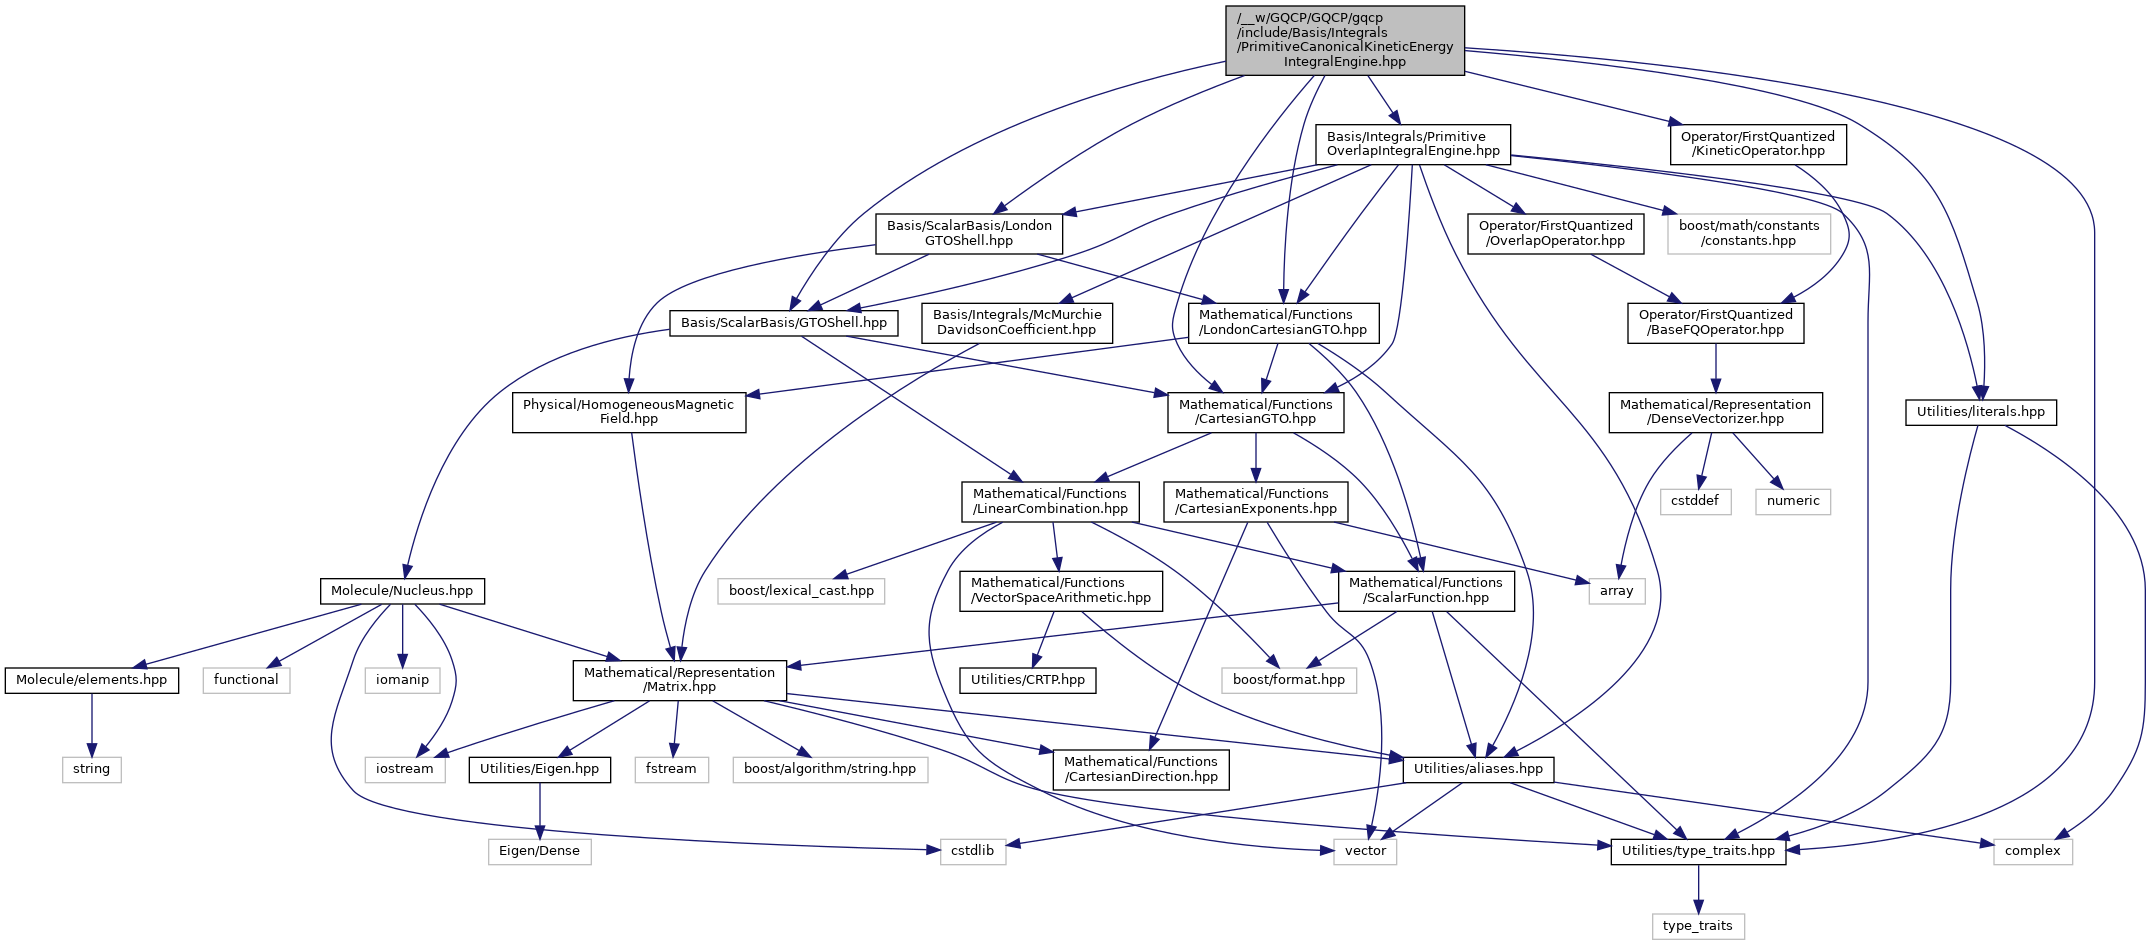 /__w/GQCP/GQCP/gqcp
/include/Basis/Integrals
/PrimitiveCanonicalKineticEnergy
IntegralEngine.hpp
Basis/Integrals/Primitive
OverlapIntegralEngine.hpp
Operator/FirstQuantized
/KineticOperator.hpp
Basis/ScalarBasis/London
GTOShell.hpp
Operator/FirstQuantized
/OverlapOperator.hpp
boost/math/constants
/constants.hpp
Basis/ScalarBasis/GTOShell.hpp
Basis/Integrals/McMurchie
DavidsonCoefficient.hpp
Mathematical/Functions
/LondonCartesianGTO.hpp
Operator/FirstQuantized
/BaseFQOperator.hpp
Physical/HomogeneousMagnetic
Field.hpp
Mathematical/Functions
/CartesianGTO.hpp
Mathematical/Representation
/DenseVectorizer.hpp
Utilities/literals.hpp
Mathematical/Functions
/LinearCombination.hpp
Mathematical/Functions
/CartesianExponents.hpp
cstddef
numeric
Molecule/Nucleus.hpp
boost/lexical_cast.hpp
Mathematical/Functions
/VectorSpaceArithmetic.hpp
Mathematical/Functions
/ScalarFunction.hpp
array
Molecule/elements.hpp
functional
iomanip
Mathematical/Representation
/Matrix.hpp
Utilities/CRTP.hpp
boost/format.hpp
string
iostream
Utilities/Eigen.hpp
fstream
boost/algorithm/string.hpp
Mathematical/Functions
/CartesianDirection.hpp
Utilities/aliases.hpp
Eigen/Dense
cstdlib
vector
Utilities/type_traits.hpp
complex
type_traits